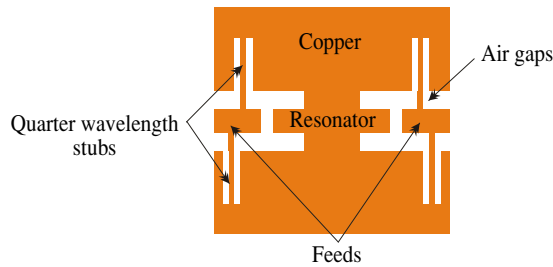 Copper
Air gaps
Resonator
Quarter wavelength
stubs
Feeds